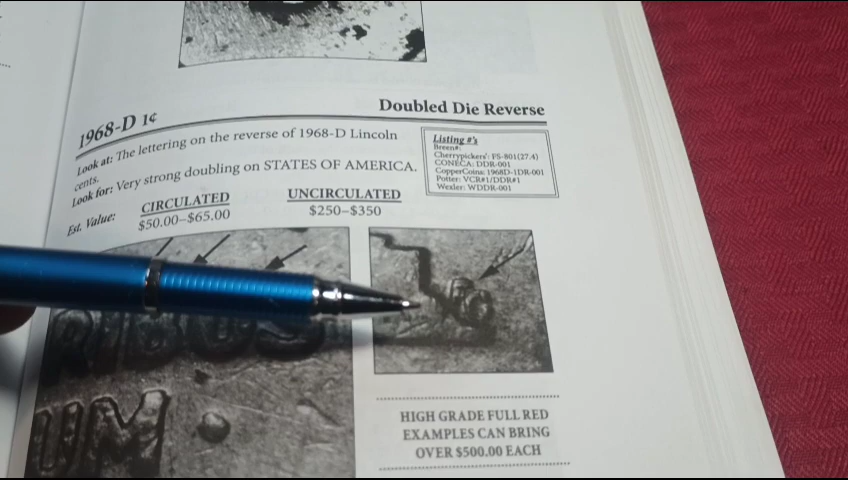 Doubled Die Reverse
1968-D 1¢
Look at: The lettering on the reverse of 1968-D Lincoln
cents.
Look for: Very strong doubling on STATES OF AMERICA.
Est. Value:
CIRCULATED
$50.00–$65.00
UNCIRCULATED
$250–$350
Listing #'s
Breen#:
Cherrypickers': FS-801(27.4)
CONECA: DDR-001
CopperCoins: 1968D-1DR-001
Potter: VCR#1/DDR#1
Wexler: WDDR-001
RIBUS
UM
HIGH GRADE FULL RED
EXAMPLES CAN BRING
OVER $500.00 EACH